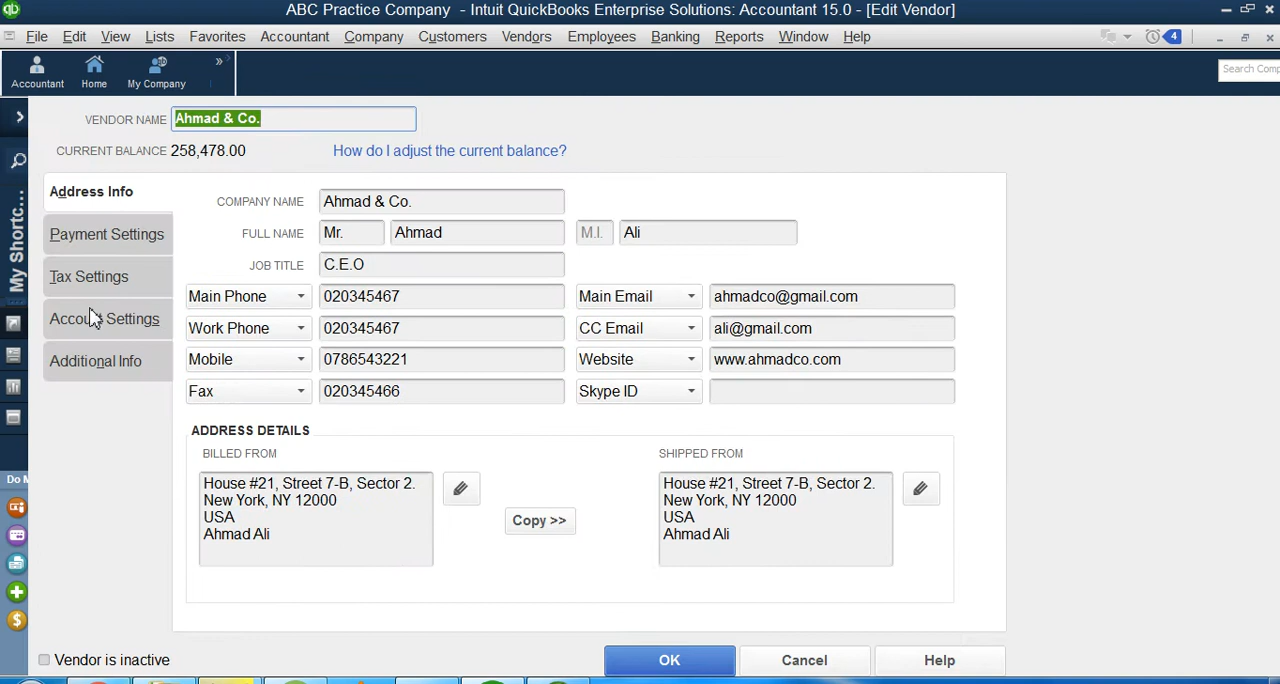 ABC Practice Company - Intuit QuickBooks Enterprise Solutions: Accountant 15.0 - [Edit Vendor]
File Edit View Lists Favorites Accountant Company Customers Vendors Employees Banking Reports Window Help 4
Accountant Home My Company » Search Comp
VENDOR NAME Ahmad & Co.
CURRENT BALANCE 258,478.00 How do I adjust the current balance?
My Shortc...
Do M
Address Info
Payment Settings
Tax Settings
Account Settings
Additional Info
COMPANY NAME Ahmad & Co.
FULL NAME Mr. Ahmad M.I. Ali
JOB TITLE C.E.O
Main Phone 020345467 Main Email ahmadco@gmail.com
Work Phone 020345467 CC Email ali@gmail.com
Mobile 0786543221 Website www.ahmadco.com
Fax 020345466 Skype ID
ADDRESS DETAILS
BILLED FROM
House #21, Street 7-B, Sector 2.
New York, NY 12000
USA
Ahmad Ali
Copy >>
SHIPPED FROM
House #21, Street 7-B, Sector 2.
New York, NY 12000
USA
Ahmad Ali
Vendor is inactive
OK Cancel Help